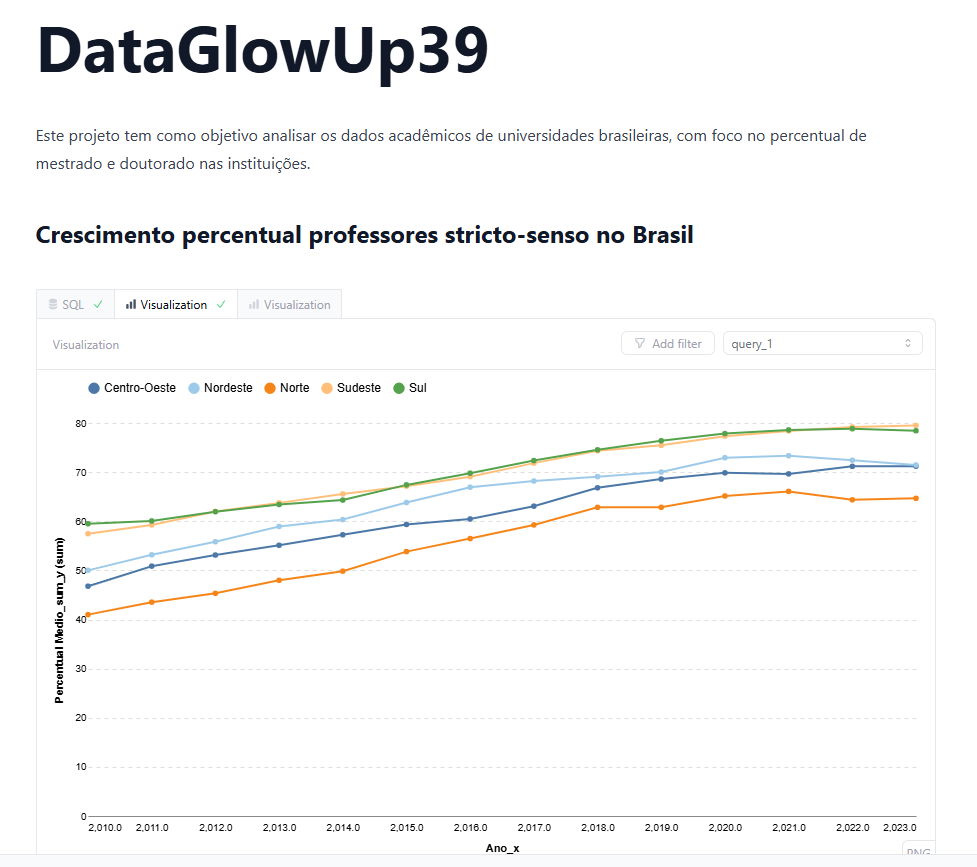 DataGlowUp39
Este projeto tem como objetivo analisar os dados acadêmicos de universidades brasileiras, com foco no percentual de
mestrado e doutorado nas instituições.
Crescimento percentual professores stricto-senso no Brasil
SQL Visualization Visualization
Visualization Add filter query_1
Centro-Oeste Nordeste Norte Sudeste Sul
80
70
60
50
40
30
20
10
0
Percentual Medio_sum_y (sum)
2,010.0 2,011.0 2,012.0 2,013.0 2,014.0 2,015.0 2,016.0 2,017.0 2,018.0 2,019.0 2,020.0 2,021.0 2,022.0 2,023.0
Ano_x
PNG